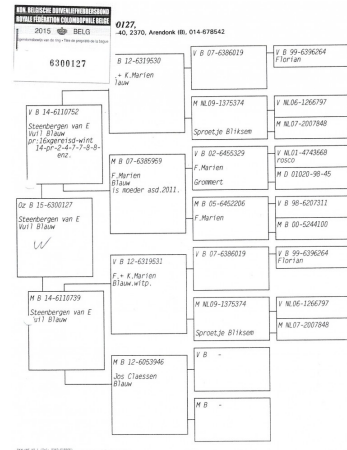 KON. BELGISCHE DUIVENLIEFHEBBERSBOND
ROYALE FÉDÉRATION COLOMBOPHILE BELGE
2015 BELG
6300127
0127,
-40, 2370, Arendonk (B), 014-678542
B 12-6319530
.+ K.Marien
lauw
V B 07-6386019
V B 99-6396264
Florian
M NL09-1375374
Sproetje Bliksem
V NL06-1266797
M NL07-2007848
V B 14-6110752
Steenbergen van E
Vuil Blauw
pr:16xgereisd-wint
14-pr-2-4-7-7-8-8-
enz.
M B 07-6385959
F.Marien
Blauw
is moeder asd.2011.
V B 02-6455329
F.Marien
Grommert
V NL01-4743668
rosco
M D 01020-98-45
M B 05-6452206
F.Marien
V B 98-6207311
M B 00-5244100
Oz B 15-6300127
Steenbergen van E
Vuil Blauw
V B 12-6319531
F.+ K.Marien
Blauw.witp.
V B 07-6386019
V B 99-6396264
Florian
M NL09-1375374
Sproetje Bliksem
V NL06-1266797
M NL07-2007848
M B 14-6110739
Steenbergen van E
uil Blauw
M B 12-6053946
Jos Claessen
Blauw
V B -
M B -